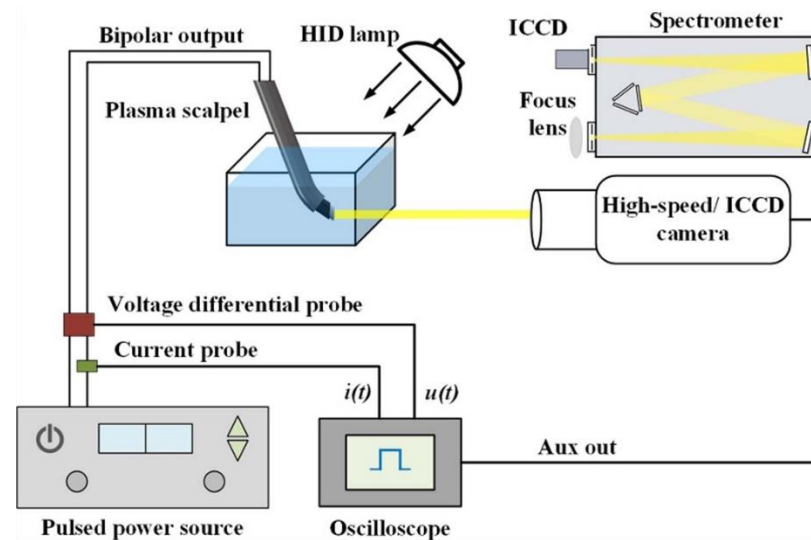 Bipolar output
HID lamp
ICCD
Spectrometer
Plasma scalpel
Focus
lens
High-speed/ ICCD
camera
Voltage differential probe
Current probe
i(t)
u(t)
Aux out
Pulsed power source
Oscilloscope